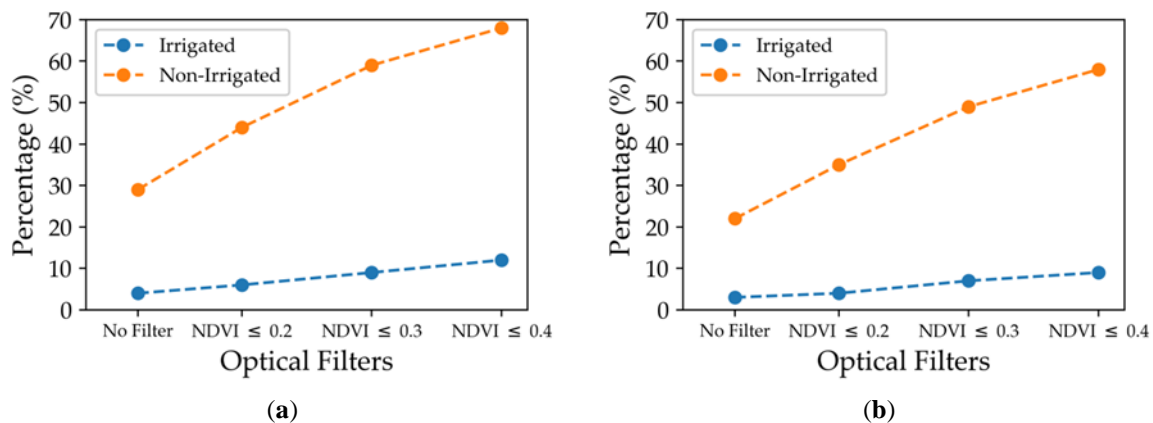 70
60
50
40
30
20
10
0
Percentage (%)
Irrigated
Non-Irrigated
No Filter NDVI ≤ 0.2 NDVI ≤ 0.3 NDVI ≤ 0.4
Optical Filters
(a)
70
60
50
40
30
20
10
0
Percentage (%)
Irrigated
Non-Irrigated
No Filter NDVI ≤ 0.2 NDVI ≤ 0.3 NDVI ≤ 0.4
Optical Filters
(b)